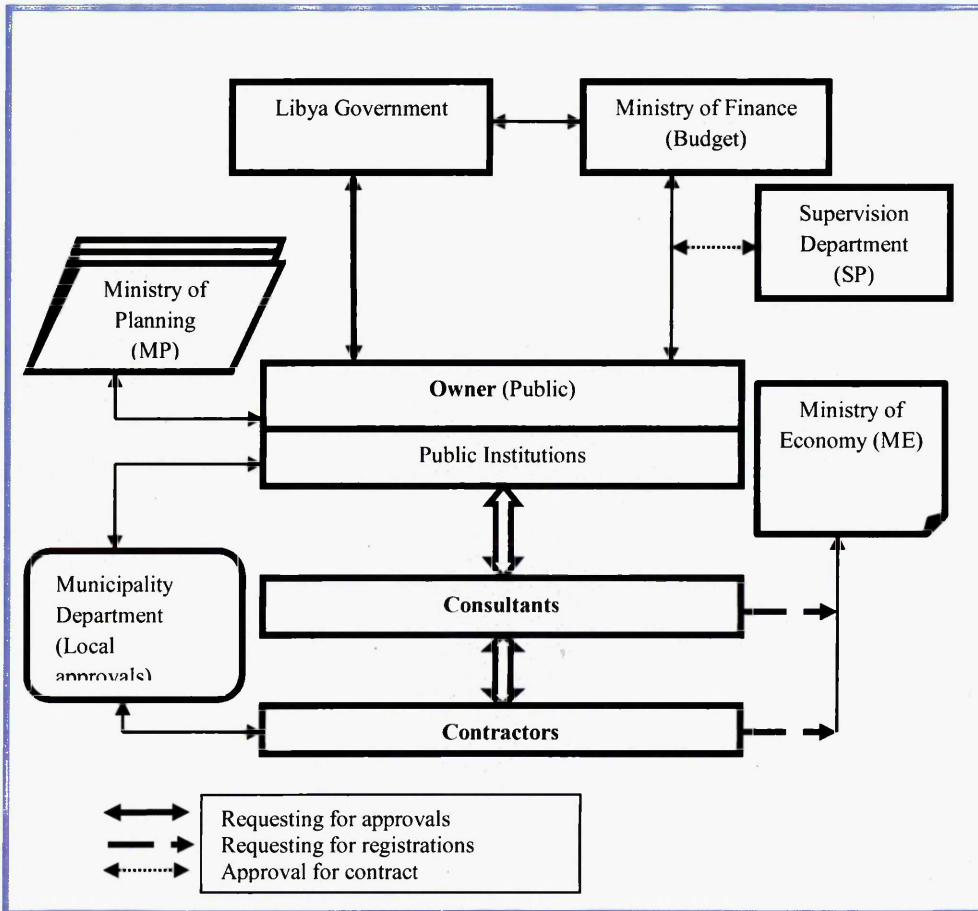 Libya Government
Ministry of Finance
(Budget)
Supervision
Department
(SP)
Ministry of
Planning
(MP)
Owner (Public)
Public Institutions
Ministry of
Economy (ME)
Municipality
Department
(Local
approvals)
Consultants
Contractors
Requesting for approvals
Requesting for registrations
Approval for contract